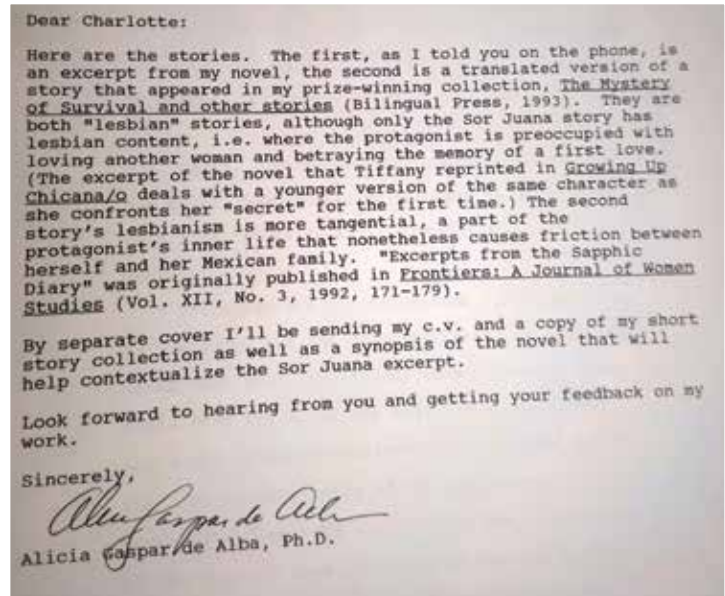 Dear Charlotte:
Here are the stories. The first, as I told you on the phone, is
an excerpt from my novel, the second is a translated version of a
story that appeared in my prize-winning collection, The Mystery
of Survival and other stories (Bilingual Press, 1993). They are
both "lesbian" stories, although only the Sor Juana story has
lesbian content, i.e. where the protagonist is preoccupied with
loving another woman and betraying the memory of a first love.
(The excerpt of the novel that Tiffany reprinted in Growing Up
Chicana/o deals with a younger version of the same character as
she confronts her "secret" for the first time.) The second
story's lesbianism is more tangential, a part of the
protagonist's inner life that nonetheless causes friction between
herself and her Mexican family. "Excerpts from the Sapphic
Diary" was originally published in Frontiers: A Journal of Women
Studies (Vol. XII, No. 3, 1992, 171-179).
By separate cover I'll be sending my c.v. and a copy of my short
story collection as well as a synopsis of the novel that will
help contextualize the Sor Juana excerpt.
Look forward to hearing from you and getting your feedback on my
work.
Sincerely,
Alicia Gaspar de Alba
Alicia Gaspar de Alba, Ph.D.